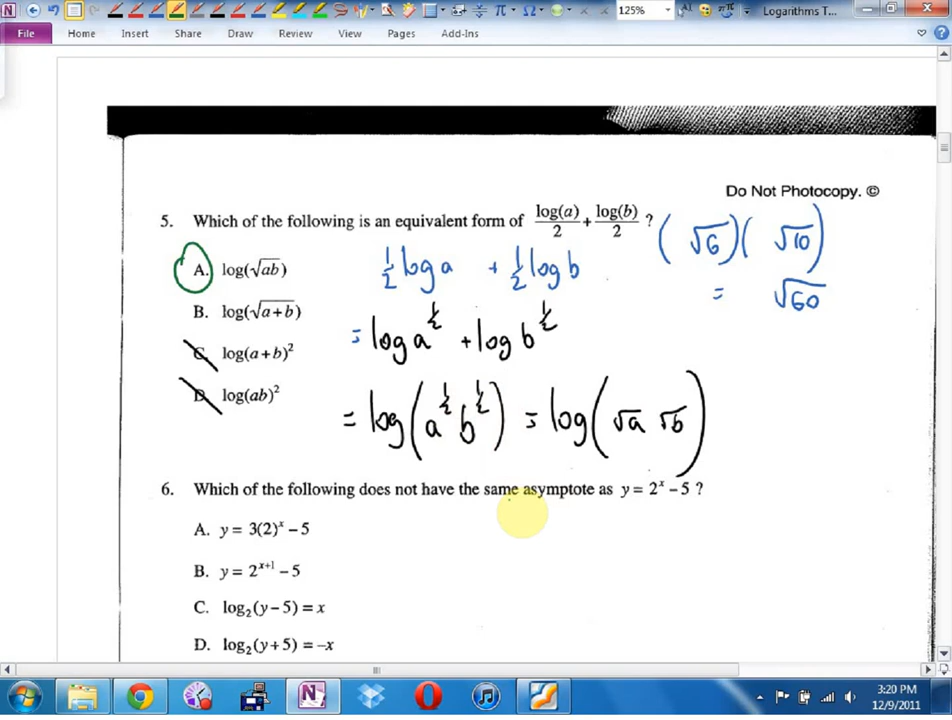 125%
Logarithms T...
File Home Insert Share Draw Review View Pages Add-Ins
Do Not Photocopy. ©
5. Which of the following is an equivalent form of log(a)/2 + log(b)/2 ?
(√6)(√10)
= √60
A. log(√ab)
½ log a + ½ log b
B. log(√a+b)
= log a^½ + log b^½
C. log(a+b)²
D. log(ab)²
= log(a^½ b^½) = log(√a √b)
6. Which of the following does not have the same asymptote as y = 2ˣ − 5 ?
A. y = 3(2)ˣ − 5
B. y = 2ˣ⁺¹ − 5
C. log₂(y − 5) = x
D. log₂(y + 5) = −x
3:20 PM
12/9/2011